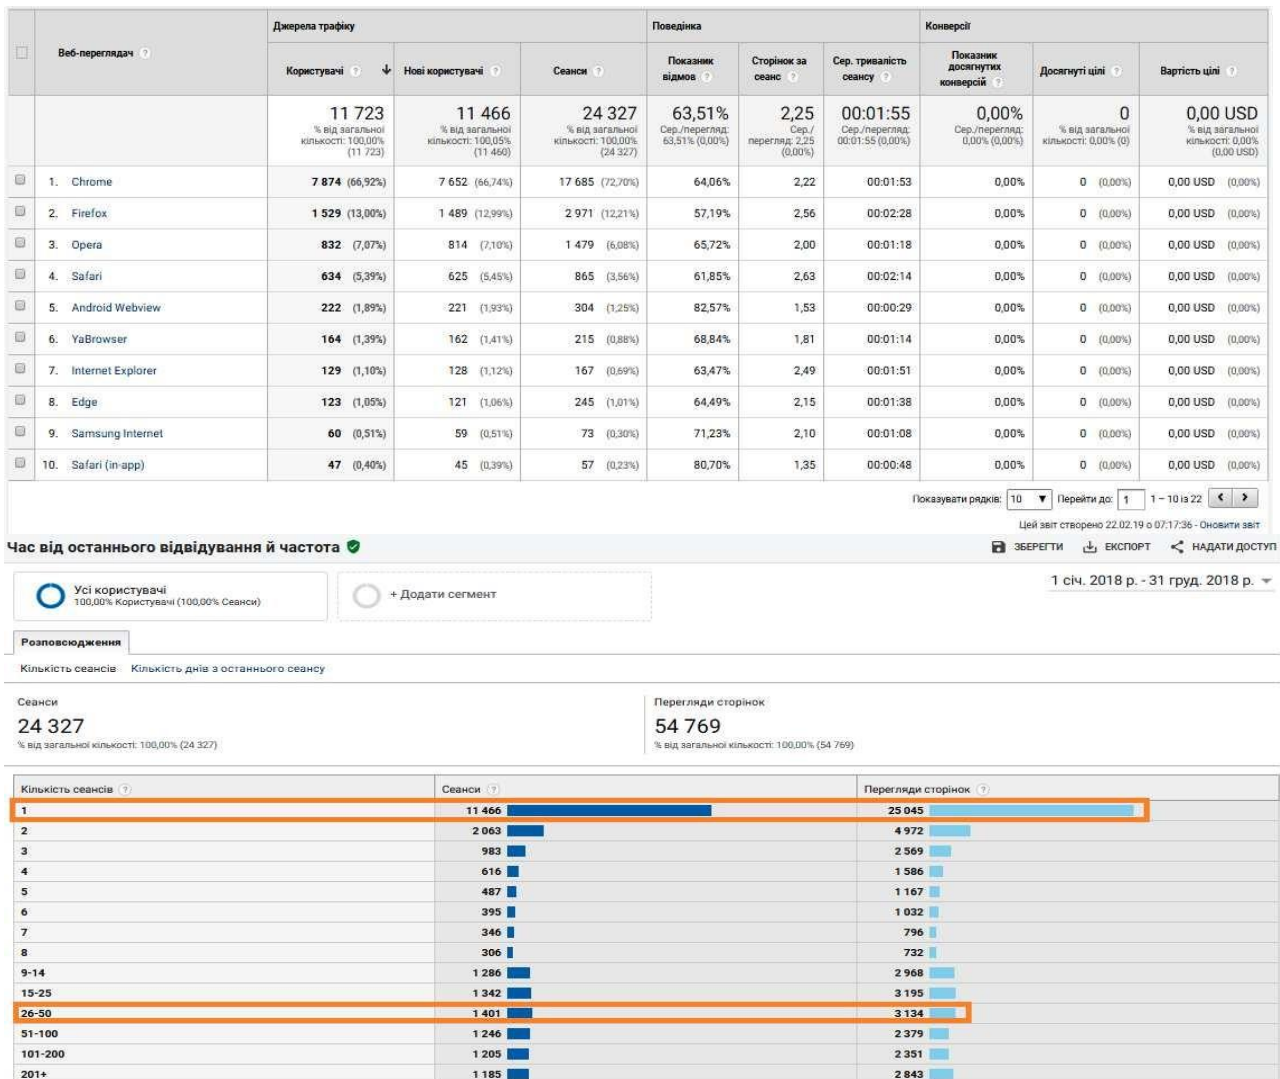 Джерела трафіку Поведінка Конверсії
Веб-переглядач ? Користувачі ? Нові користувачі ? Сеанси ? Показник відмов ? Сторінок за сеанс ? Сер. тривалість сеансу ? Показник досягнутих конверсій ? Досягнуті цілі ? Вартість цілі ?
11 723 11 466 24 327 63,51% 2,25 00:01:55 0,00% 0 0,00 USD
% від загальної кількості: 100,00% (11 723) % від загальної кількості: 100,05% (11 460) % від загальної кількості: 100,00% (24 327) Сер./перегляд: 63,51% (0,00%) Сер./перегляд: 2,25 (0,00%) Сер./перегляд: 00:01:55 (0,00%) Сер./перегляд: 0,00% (0,00%) % від загальної кількості: 0,00% (0) % від загальної кількості: 0,00% (0,00 USD)
1. Chrome 7 874 (66,92%) 7 652 (66,74%) 17 685 (72,70%) 64,06% 2,22 00:01:53 0,00% 0 (0,00%) 0,00 USD (0,00%)
2. Firefox 1 529 (13,00%) 1 489 (12,99%) 2 971 (12,21%) 57,19% 2,56 00:02:28 0,00% 0 (0,00%) 0,00 USD (0,00%)
3. Opera 832 (7,07%) 814 (7,10%) 1 479 (6,08%) 65,72% 2,00 00:01:18 0,00% 0 (0,00%) 0,00 USD (0,00%)
4. Safari 634 (5,39%) 625 (5,45%) 865 (3,56%) 61,85% 2,63 00:02:14 0,00% 0 (0,00%) 0,00 USD (0,00%)
5. Android Webview 222 (1,89%) 221 (1,93%) 304 (1,25%) 82,57% 1,53 00:00:29 0,00% 0 (0,00%) 0,00 USD (0,00%)
6. YaBrowser 164 (1,39%) 162 (1,41%) 215 (0,88%) 68,84% 1,81 00:01:14 0,00% 0 (0,00%) 0,00 USD (0,00%)
7. Internet Explorer 129 (1,10%) 128 (1,12%) 167 (0,69%) 63,47% 2,49 00:01:51 0,00% 0 (0,00%) 0,00 USD (0,00%)
8. Edge 123 (1,05%) 121 (1,06%) 245 (1,01%) 64,49% 2,15 00:01:38 0,00% 0 (0,00%) 0,00 USD (0,00%)
9. Samsung Internet 60 (0,51%) 59 (0,51%) 73 (0,30%) 71,23% 2,10 00:01:08 0,00% 0 (0,00%) 0,00 USD (0,00%)
10. Safari (in-app) 47 (0,40%) 45 (0,39%) 57 (0,23%) 80,70% 1,35 00:00:48 0,00% 0 (0,00%) 0,00 USD (0,00%)
Показувати рядків: 10 Перейти до: 1 1 – 10 із 22
Цей звіт створено 22.02.19 о 07:17:36 - Оновити звіт
Час від останнього відвідування й частота ЗБЕРЕГТИ ЕКСПОРТ НАДАТИ ДОСТУП
Усі користувачі + Додати сегмент 1 січ. 2018 р. - 31 груд. 2018 р.
100,00% Користувачі (100,00% Сеанси)
Розповсюдження
Кількість сеансів Кількість днів з останнього сеансу
Сеанси Перегляди сторінок
24 327 54 769
% від загальної кількості: 100,00% (24 327) % від загальної кількості: 100,00% (54 769)
Кількість сеансів ? Сеанси ? Перегляди сторінок ?
1 11 466 25 045
2 2 063 4 972
3 983 2 569
4 616 1 586
5 487 1 167
6 395 1 032
7 346 796
8 306 732
9-14 1 286 2 968
15-25 1 342 3 195
26-50 1 401 3 134
51-100 1 246 2 379
101-200 1 205 2 351
201+ 1 185 2 843